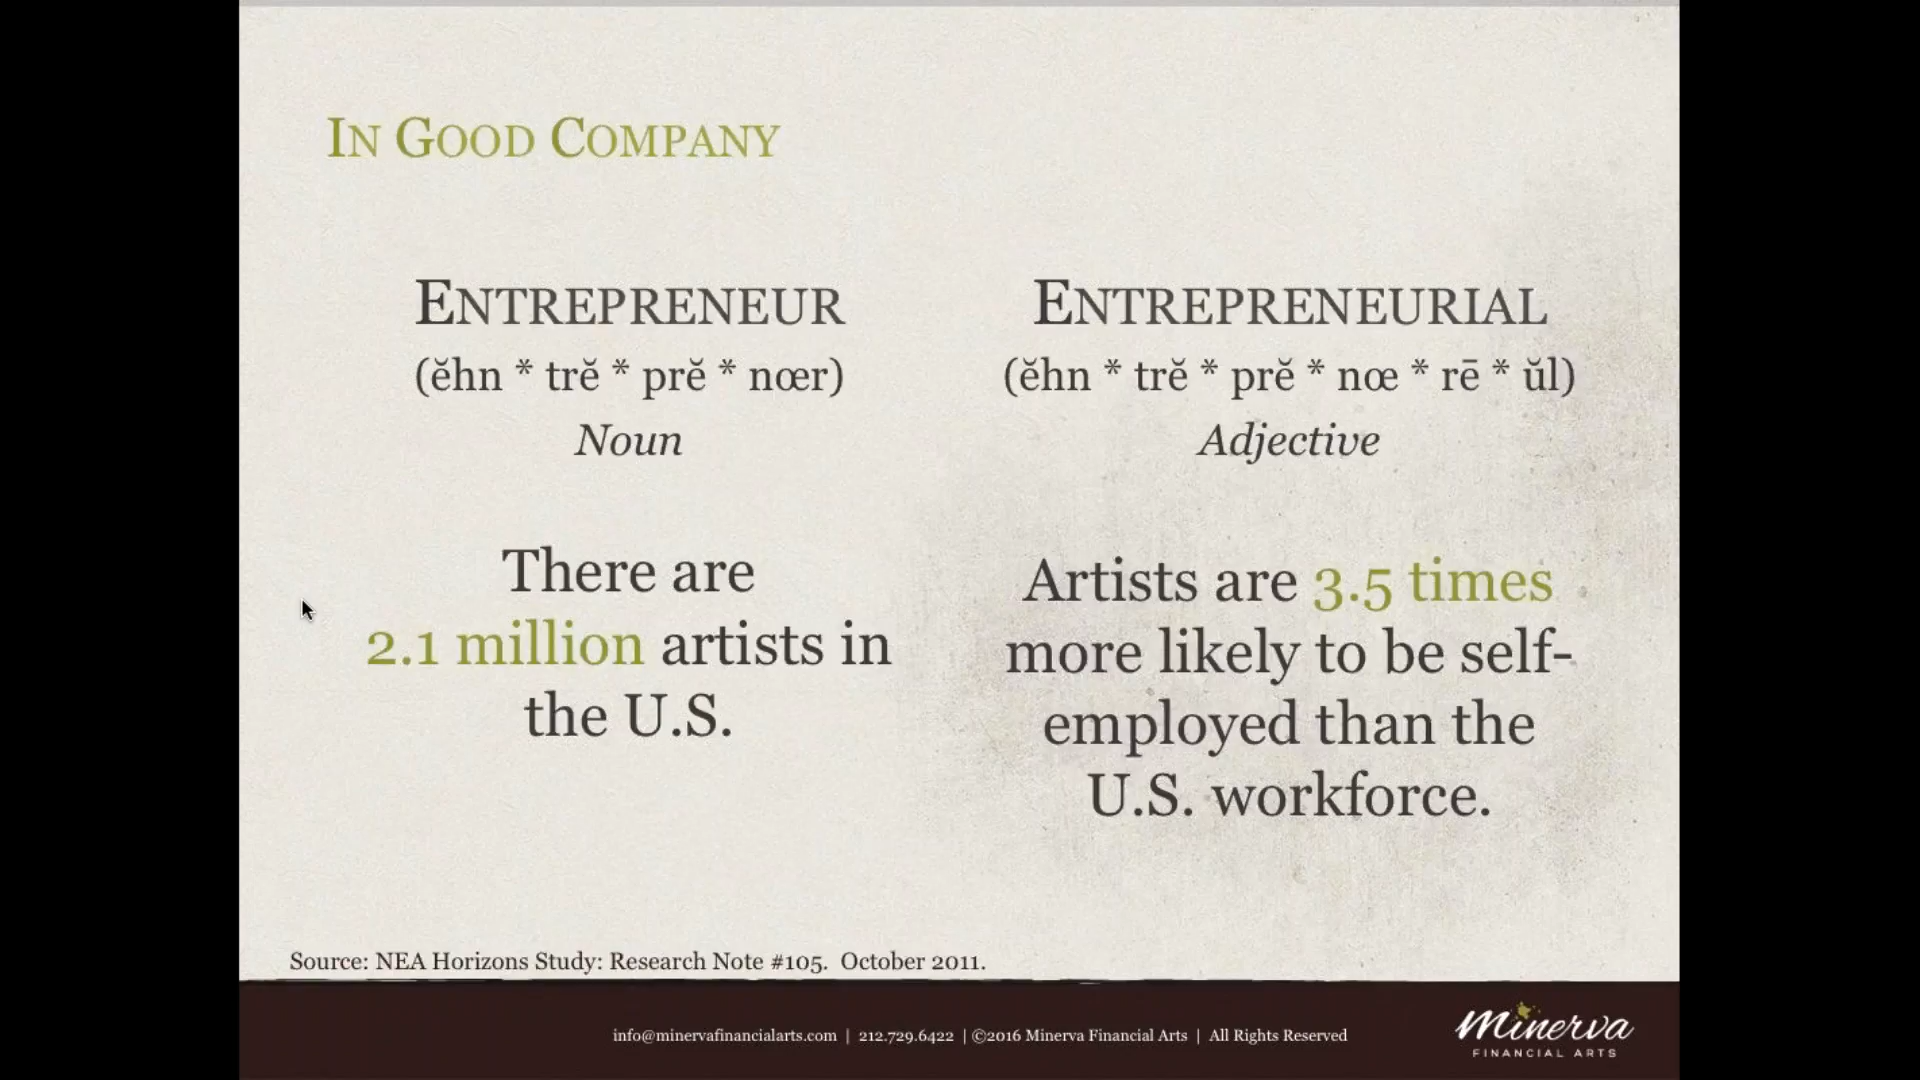 In Good Company
Entrepreneur
(ĕhn * trĕ * prĕ * nœr)
Noun
There are
2.1 million artists in
the U.S.
Entrepreneurial
(ĕhn * trĕ * prĕ * nœ * rē * ŭl)
Adjective
Artists are 3.5 times
more likely to be self-
employed than the
U.S. workforce.
Source: NEA Horizons Study: Research Note #105.  October 2011.
info@minervafinancialarts.com | 212.729.6422 | ©2016 Minerva Financial Arts | All Rights Reserved
Minerva
FINANCIAL ARTS